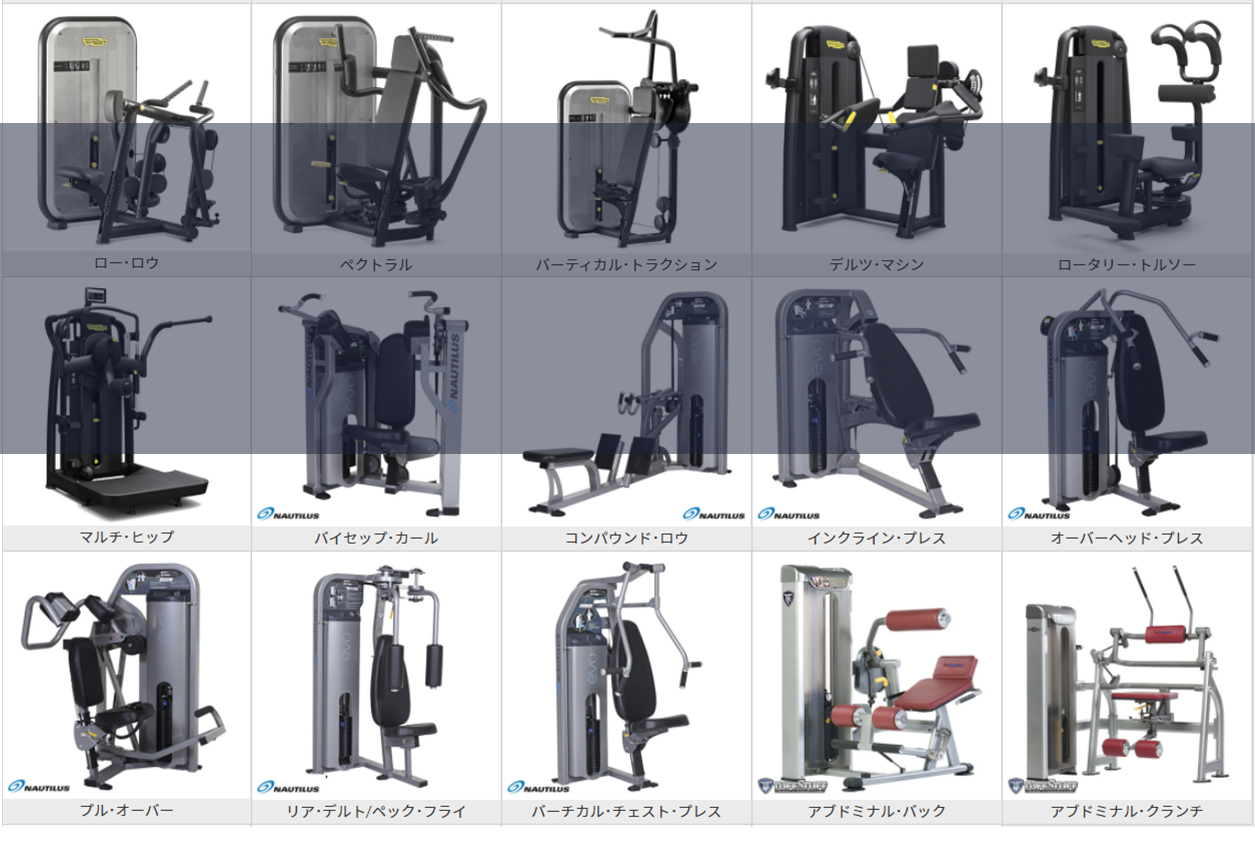 ロー･ロウ
ペクトラル
バーティカル･トラクション
デルツ･マシン
ロータリー･トルソー
NAUTILUS
evo
evo
evo
マルチ･ヒップ
NAUTILUS
バイセップ･カール
NAUTILUS
コンパウンド･ロウ
NAUTILUS
インクライン･プレス
NAUTILUS
オーバーヘッド･プレス
evo
evo
evo
NAUTILUS
プル･オーバー
NAUTILUS
リア･デルト/ペック･フライ
NAUTILUS
バーチカル･チェスト･プレス
TUFFSTUFF
アブドミナル･バック
TUFFSTUFF
アブドミナル･クランチ